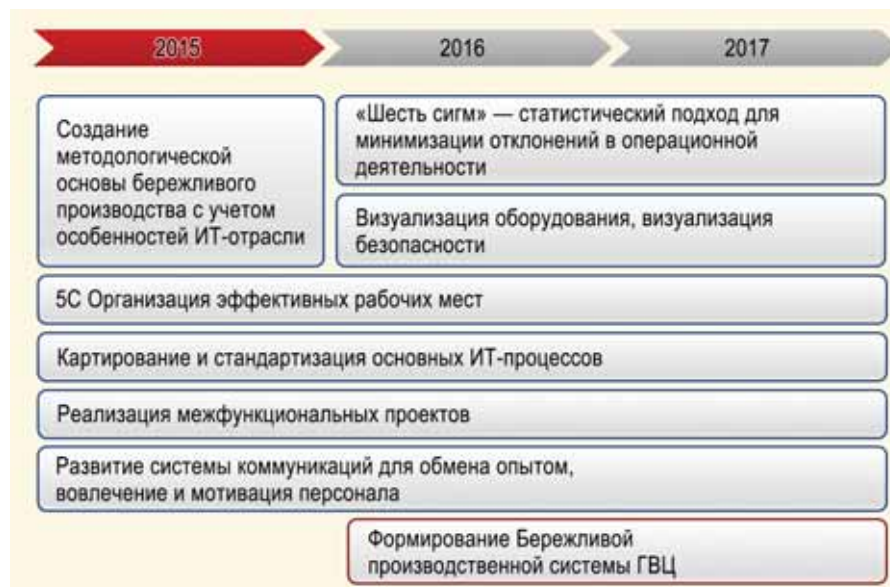 2015 2016 2017
Создание
методологической
основы бережливого
производства с учетом
особенностей ИТ-отрасли
«Шесть сигм» — статистический подход для
минимизации отклонений в операционной
деятельности
Визуализация оборудования, визуализация
безопасности
5С Организация эффективных рабочих мест
Картирование и стандартизация основных ИТ-процессов
Реализация межфункциональных проектов
Развитие системы коммуникаций для обмена опытом,
вовлечение и мотивация персонала
Формирование Бережливой
производственной системы ГВЦ